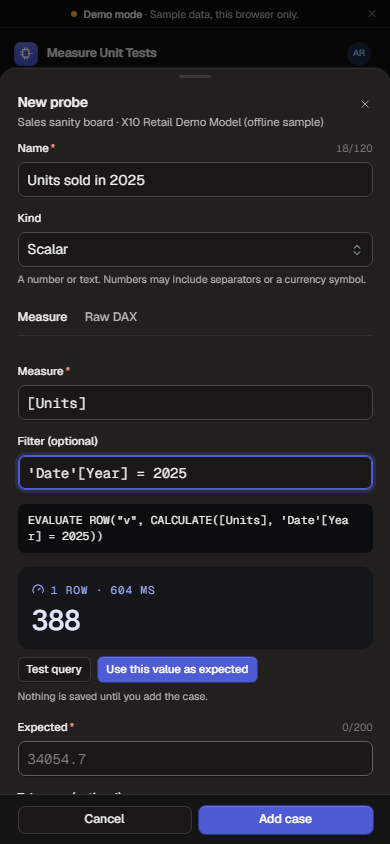 Demo mode · Sample data, this browser only.
Measure Unit Tests
AR
New probe
Sales sanity board · X10 Retail Demo Model (offline sample)
Name*
18/120
Units sold in 2025
Kind
Scalar
A number or text. Numbers may include separators or a currency symbol.
Measure
Raw DAX
Measure*
[Units]
Filter (optional)
'Date'[Year] = 2025
EVALUATE ROW("v", CALCULATE([Units], 'Date'[Yea
r] = 2025))
1 ROW · 604 MS
388
Test query
Use this value as expected
Nothing is saved until you add the case.
Expected*
0/200
34054.7
Cancel
Add case